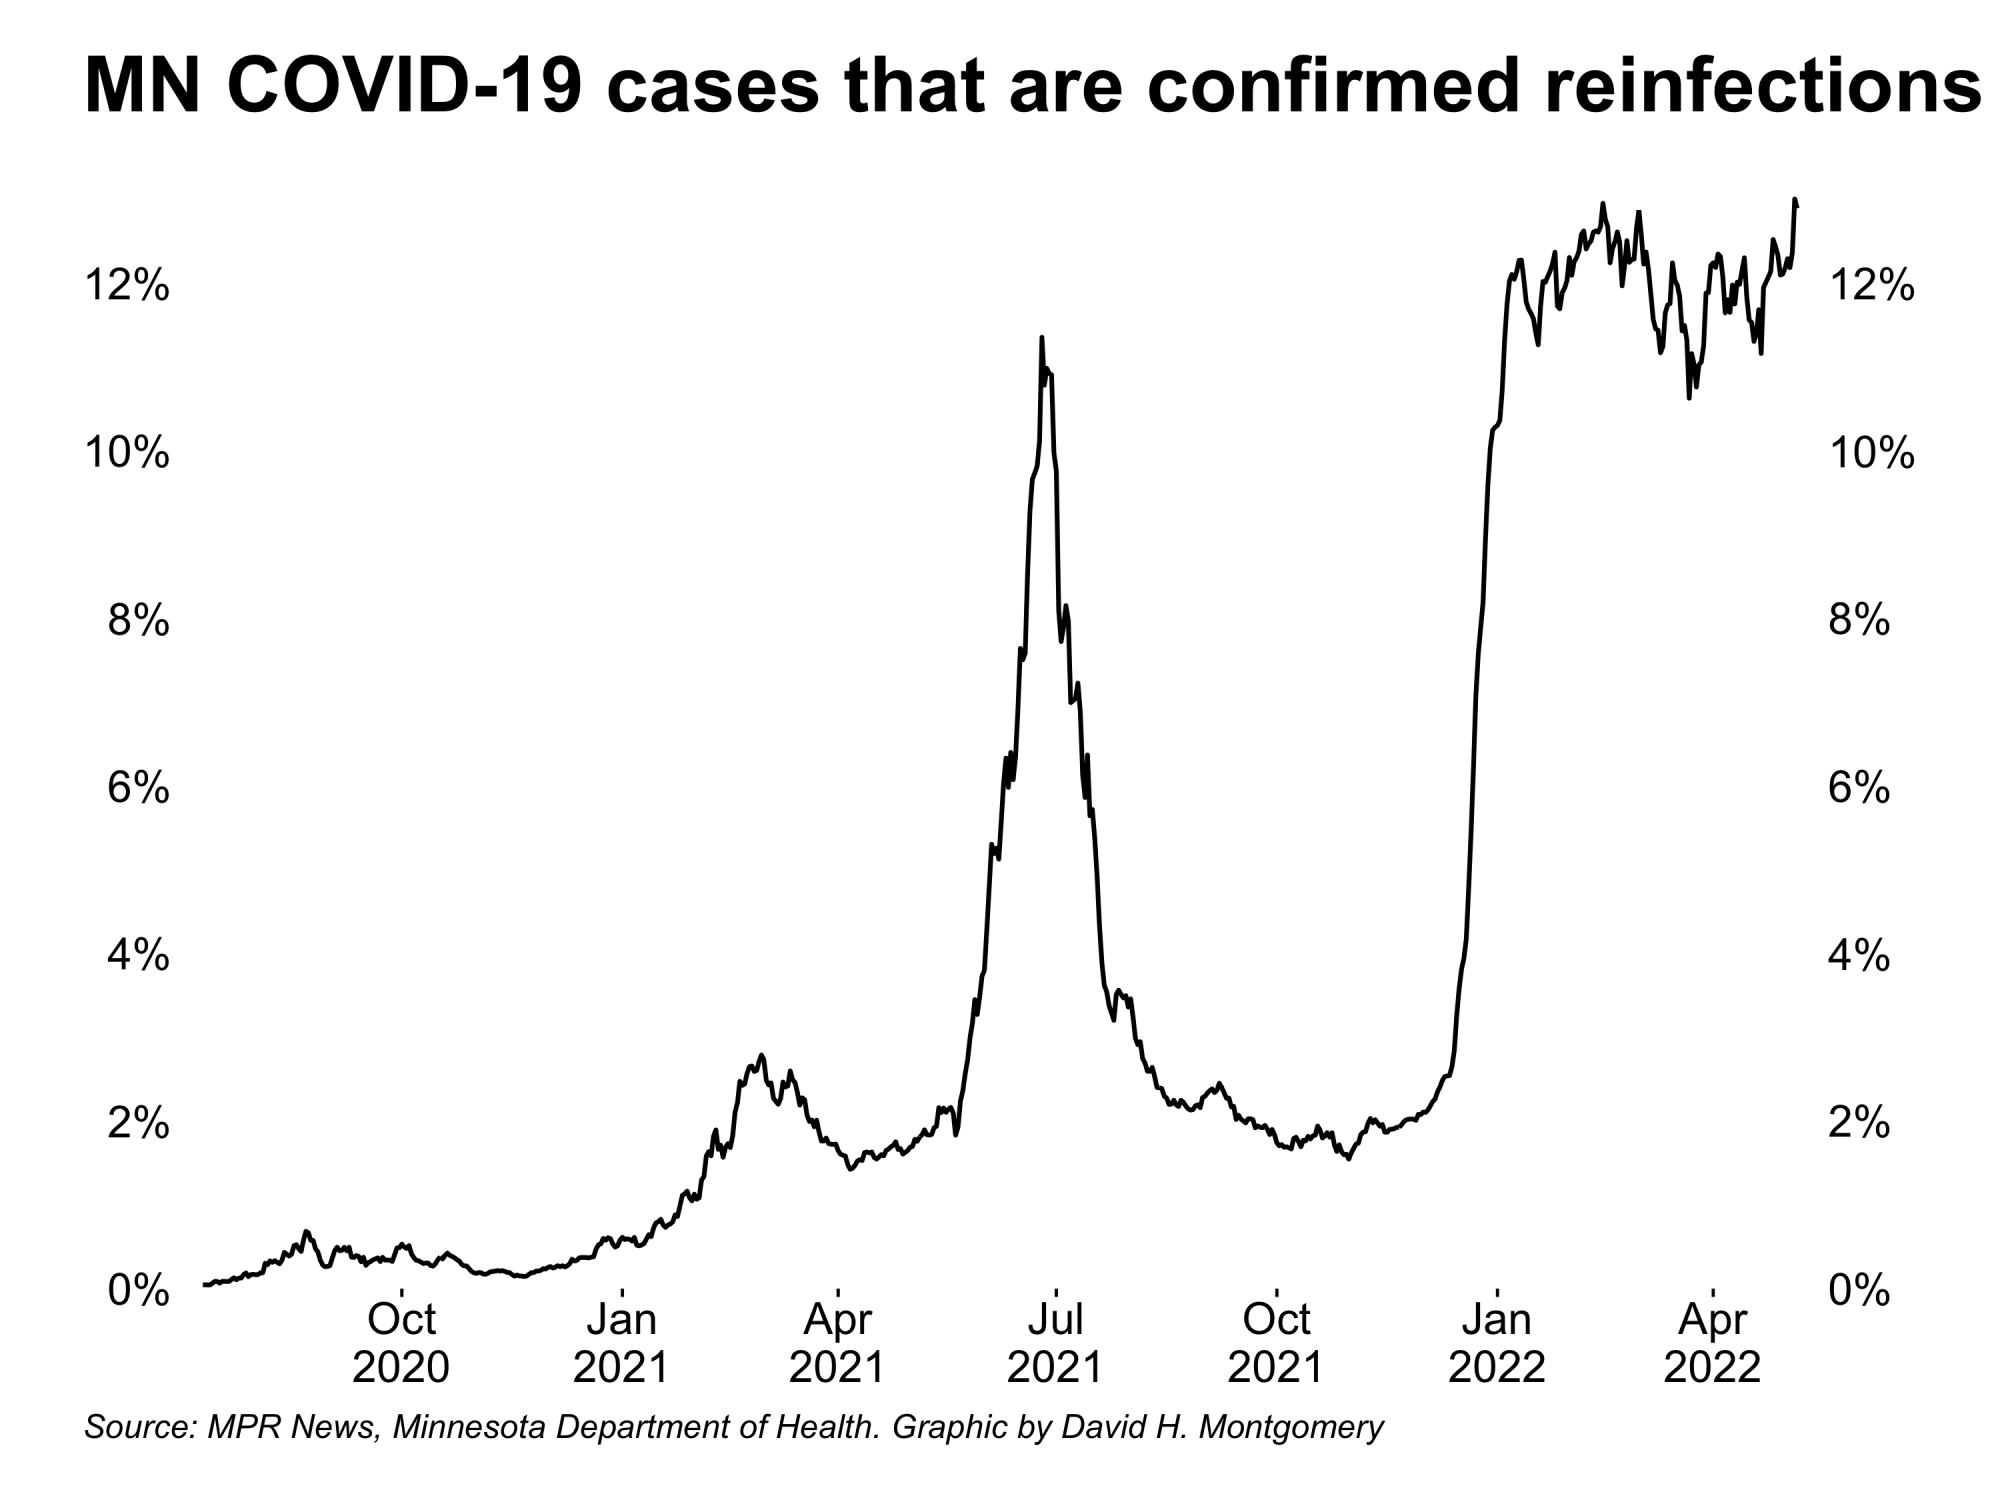 MN COVID-19 cases that are confirmed reinfections
12% 12%
10% 10%
8% 8%
6% 6%
4% 4%
2% 2%
0% 0%
Oct Jan Apr Jul Oct Jan Apr
2020 2021 2021 2021 2021 2022 2022
Source: MPR News, Minnesota Department of Health. Graphic by David H. Montgomery